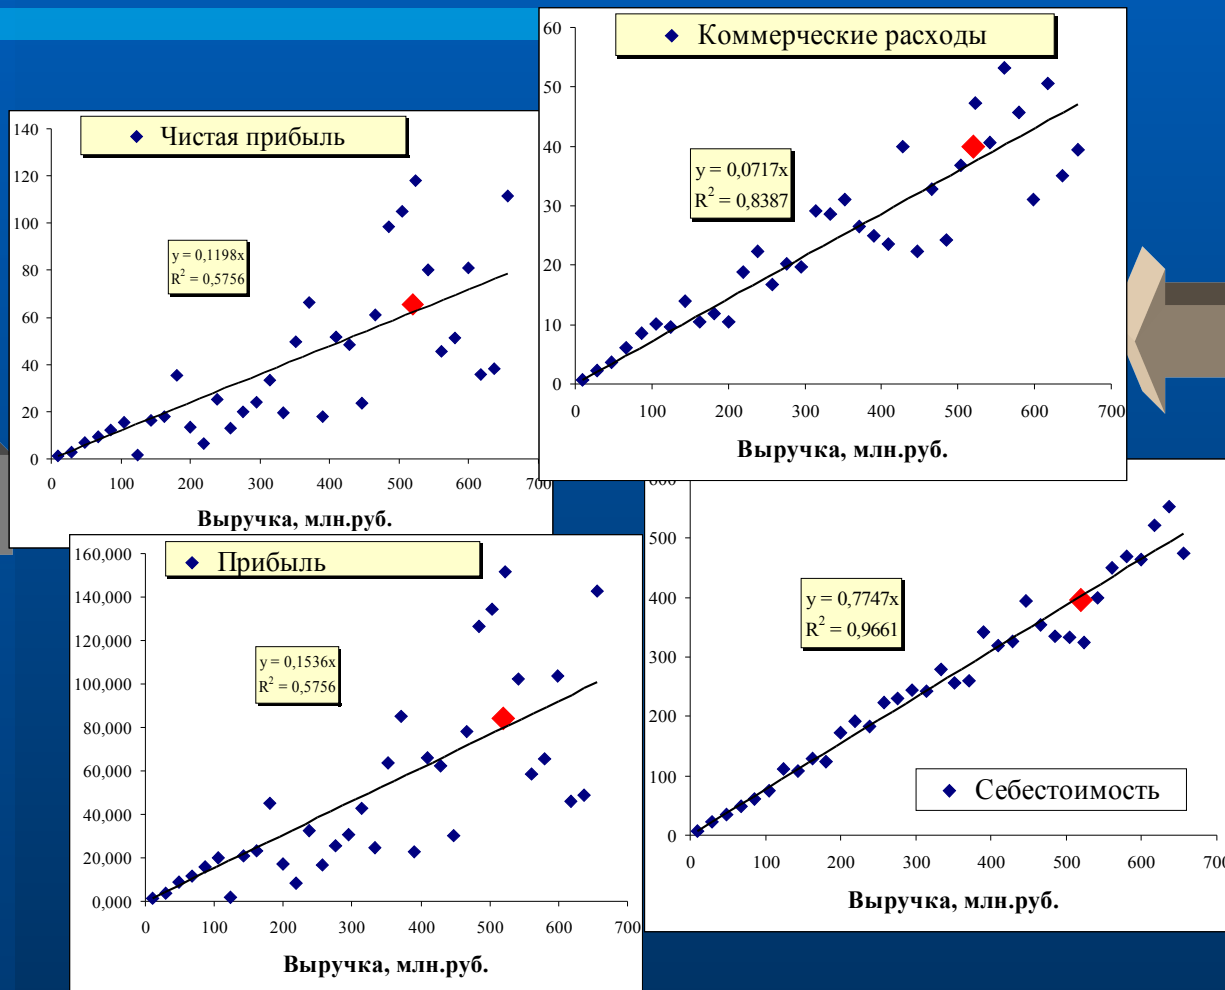 Коммерческие расходы
60
50
40
30
20
10
0
y = 0,0717x
R² = 0,8387
0 100 200 300 400 500 600 700
Выручка, млн.руб.
Чистая прибыль
140
120
100
80
60
40
20
0
y = 0,1198x
R² = 0,5756
0 100 200 300 400 500 600 700
Выручка, млн.руб.
Прибыль
160,000
140,000
120,000
100,000
80,000
60,000
40,000
20,000
0,000
y = 0,1536x
R² = 0,5756
0 100 200 300 400 500 600 700
Выручка, млн.руб.
600
500
400
300
200
100
0
y = 0,7747x
R² = 0,9661
Себестоимость
0 100 200 300 400 500 600 700
Выручка, млн.руб.